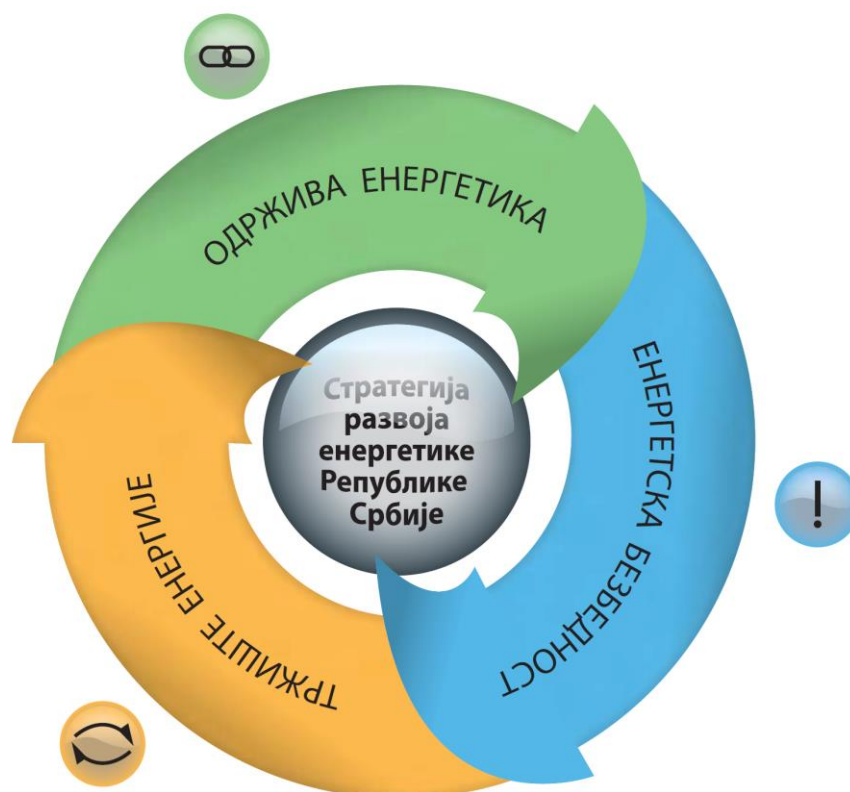 ОДРЖИВА ЕНЕРГЕТИКА
ЕНЕРГЕТСКА БЕЗБЕДНОСТ
ТРЖИШТЕ ЕНЕРГИЈЕ
Стратегија
развоја
енергетике
Републике
Србије
!